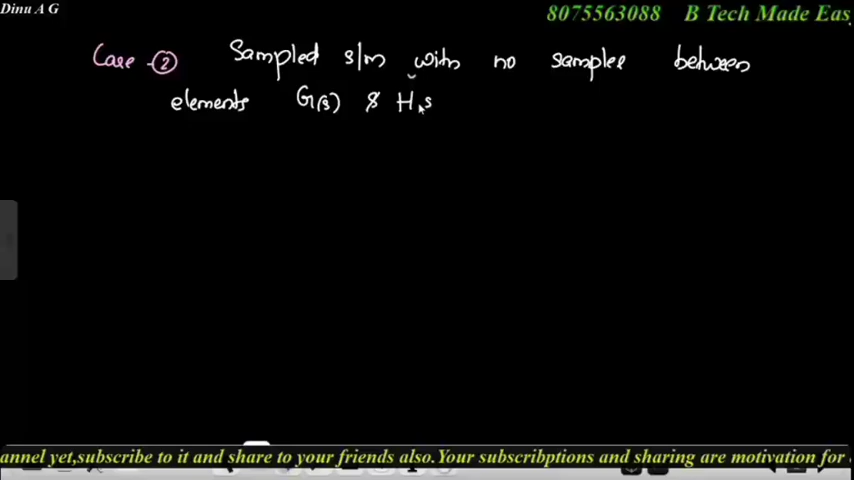 Dinu A G
8075563088 B Tech Made Eas
Case - 2 Sampled s/m with no sampler between
elements G(s) & H(s
annel yet,subscribe to it and share to your friends also.Your subscribptions and sharing are motivation for